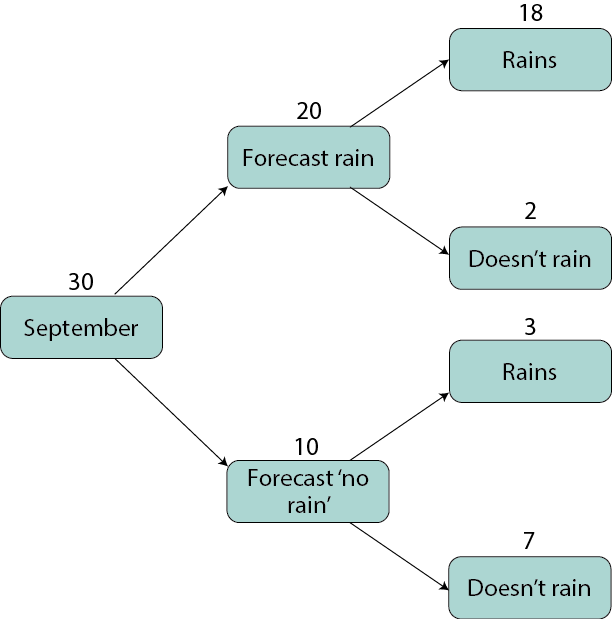 18
Rains
20
Forecast rain
2
Doesn’t rain
30
September
3
Rains
10
Forecast ‘no
rain’
7
Doesn’t rain